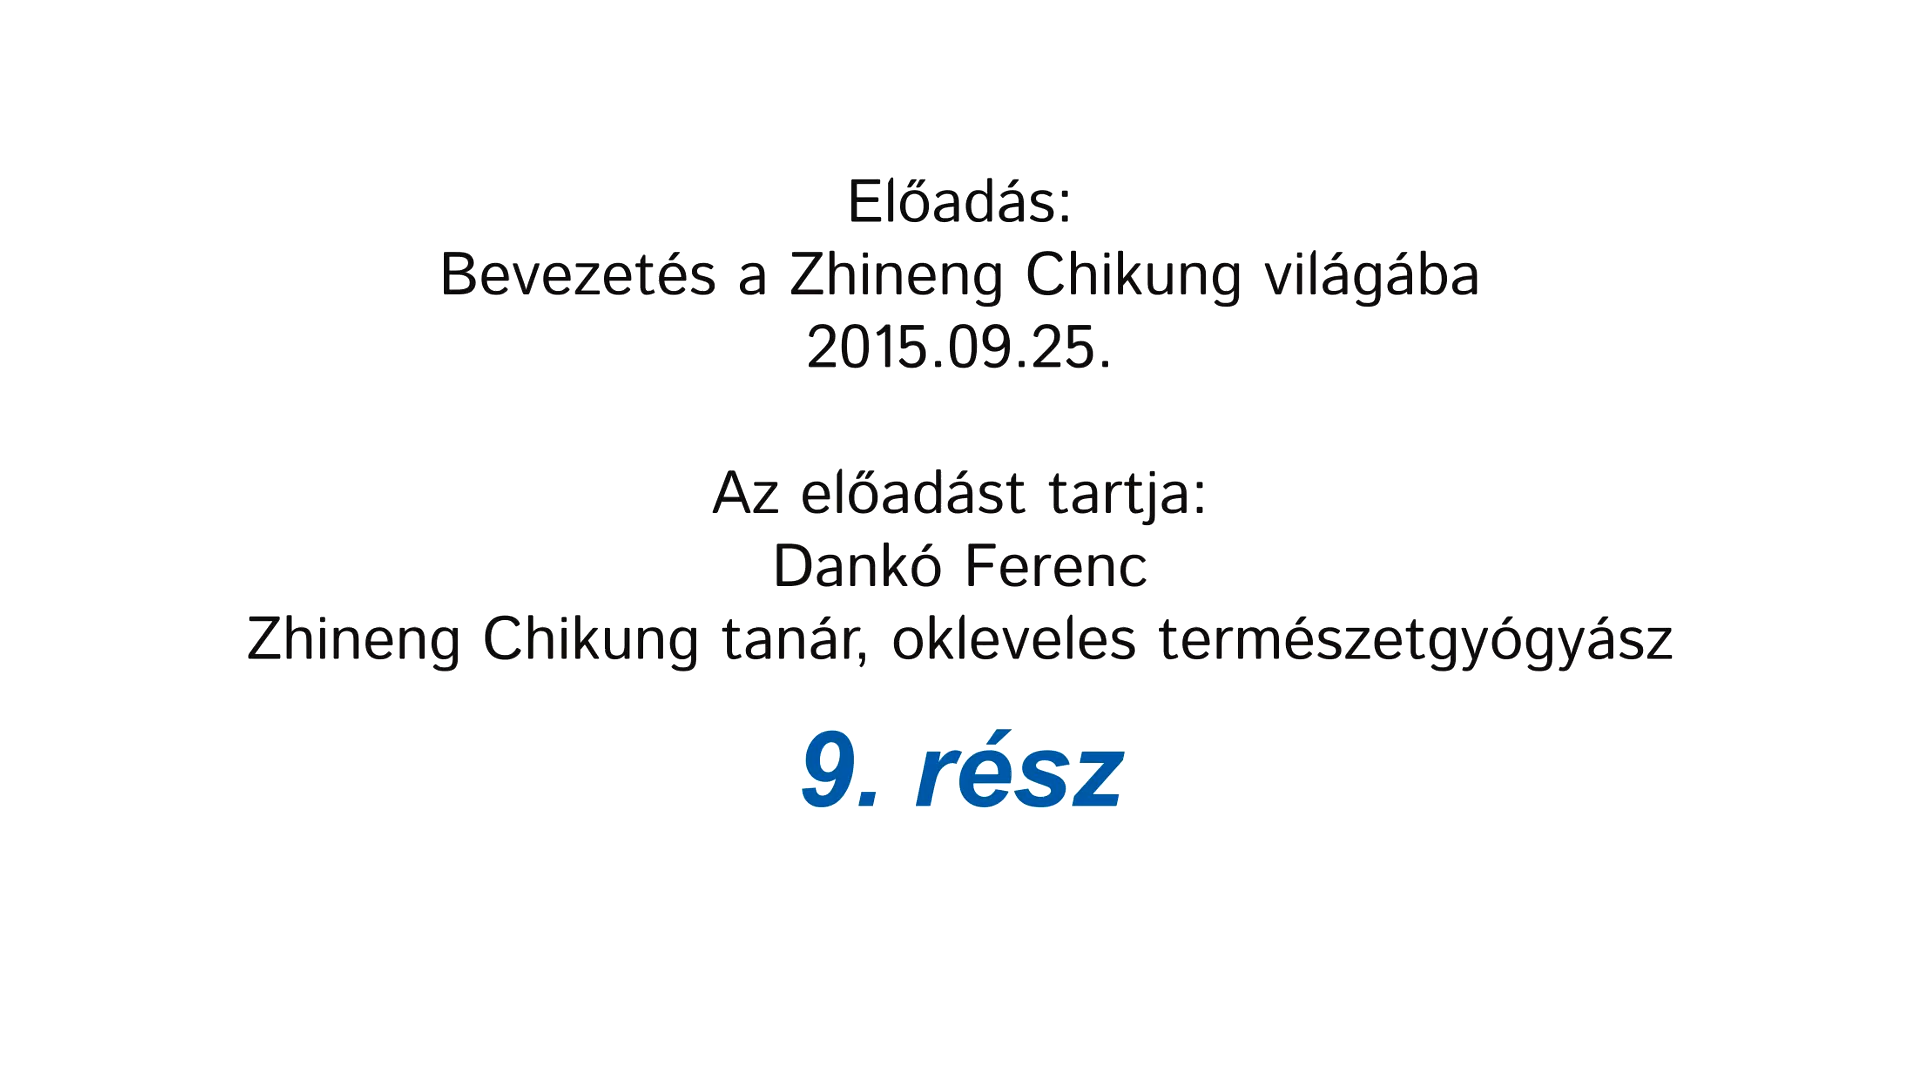 Előadás:
Bevezetés a Zhineng Chikung világába
2015.09.25.
Az előadást tartja:
Dankó Ferenc
Zhineng Chikung tanár, okleveles természetgyógyász
9. rész